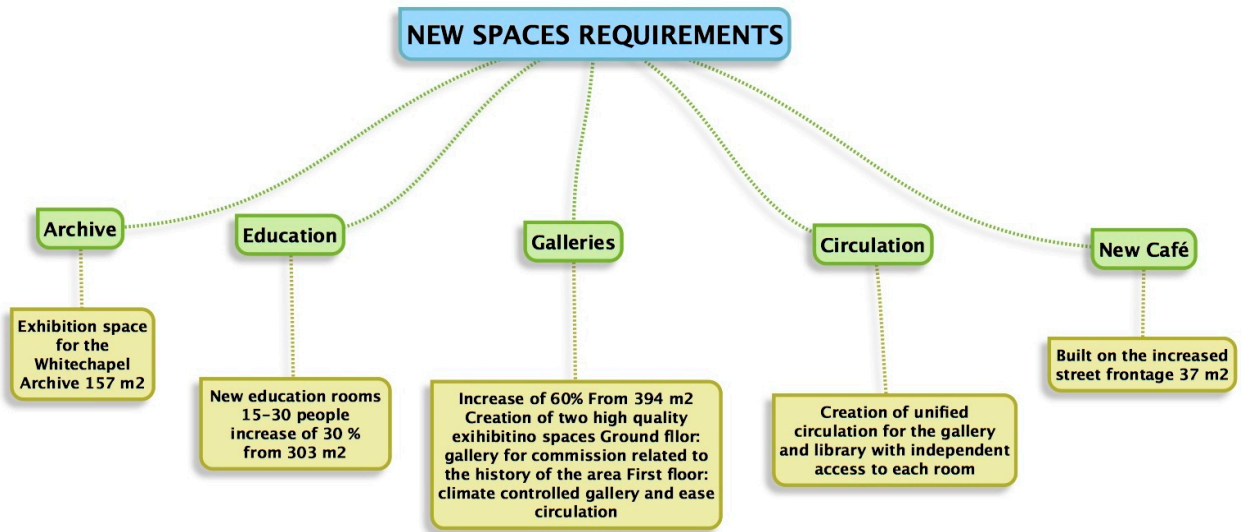 NEW SPACES REQUIREMENTS
Archive
Exhibition space
for the
Whitechapel
Archive 157 m2
Education
New education rooms
15-30 people
increase of 30 %
from 303 m2
Galleries
Increase of 60% From 394 m2
Creation of two high quality
exihibitino spaces Ground fllor:
gallery for commission related to
the history of the area First floor:
climate controlled gallery and ease
circulation
Circulation
Creation of unified
circulation for the gallery
and library with independent
access to each room
New Café
Built on the increased
street frontage 37 m2